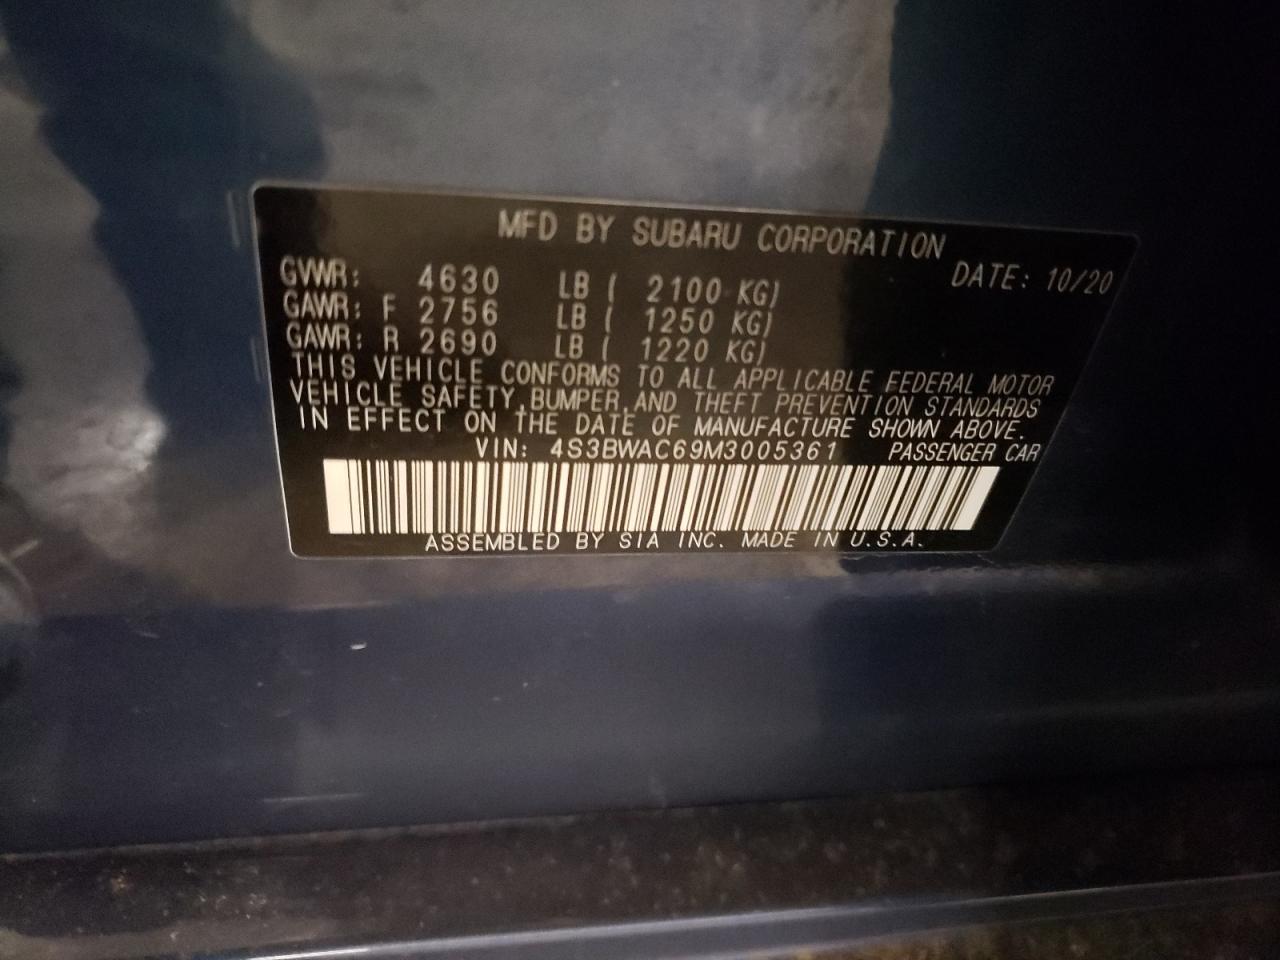 MFD BY SUBARU CORPORATION
DATE: 10/20
GVWR: 4630 LB ( 2100 KG)
GAWR: F 2756 LB ( 1250 KG)
GAWR: R 2690 LB ( 1220 KG)
THIS VEHICLE CONFORMS TO ALL APPLICABLE FEDERAL MOTOR
VEHICLE SAFETY,BUMPER,AND THEFT PREVENTION STANDARDS
IN EFFECT ON THE DATE OF MANUFACTURE SHOWN ABOVE.
VIN: 4S3BWAC69M3005361 PASSENGER CAR
ASSEMBLED BY SIA INC. MADE IN U.S.A.